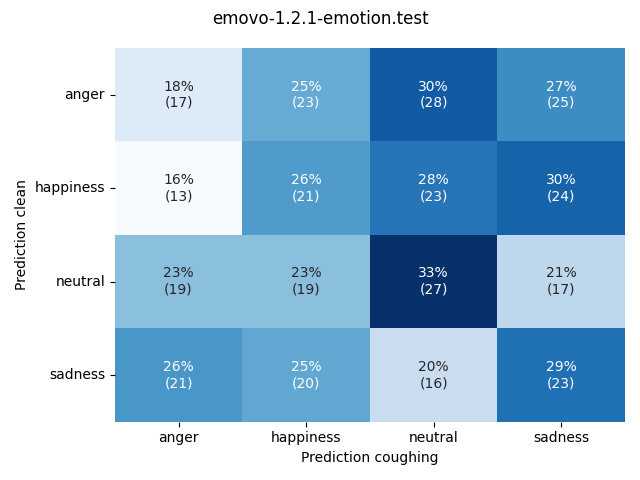 emovo-1.2.1-emotion.test
Prediction clean
anger
18% 25% 30% 27%
(17) (23) (28) (25)
happiness
16% 26% 28% 30%
(13) (21) (23) (24)
neutral
23% 23% 33% 21%
(19) (19) (27) (17)
sadness
26% 25% 20% 29%
(21) (20) (16) (23)
anger happiness neutral sadness
Prediction coughing